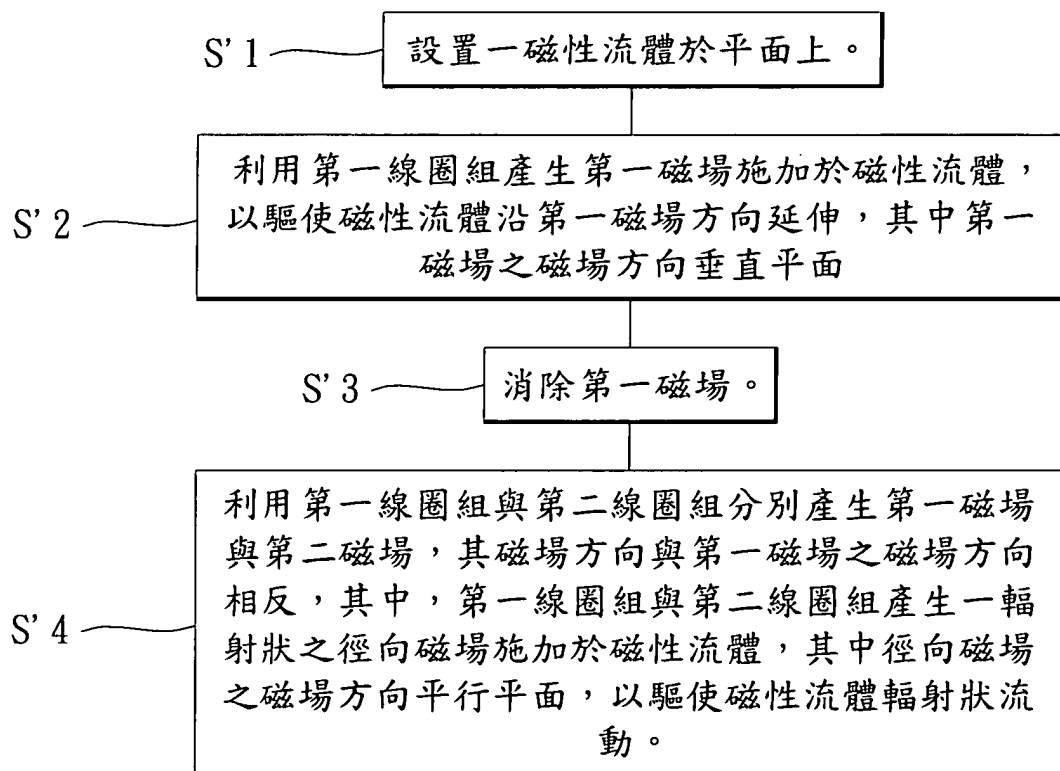 S'1
設置一磁性流體於平面上。
S'2
利用第一線圈組產生第一磁場施加於磁性流體，
以驅使磁性流體沿第一磁場方向延伸，其中第一
磁場之磁場方向垂直平面
S'3
消除第一磁場。
S'4
利用第一線圈組與第二線圈組分別產生第一磁場
與第二磁場，其磁場方向與第一磁場之磁場方向
相反，其中，第一線圈組與第二線圈組產生一輻
射狀之徑向磁場施加於磁性流體，其中徑向磁場
之磁場方向平行平面，以驅使磁性流體輻射狀流
動。